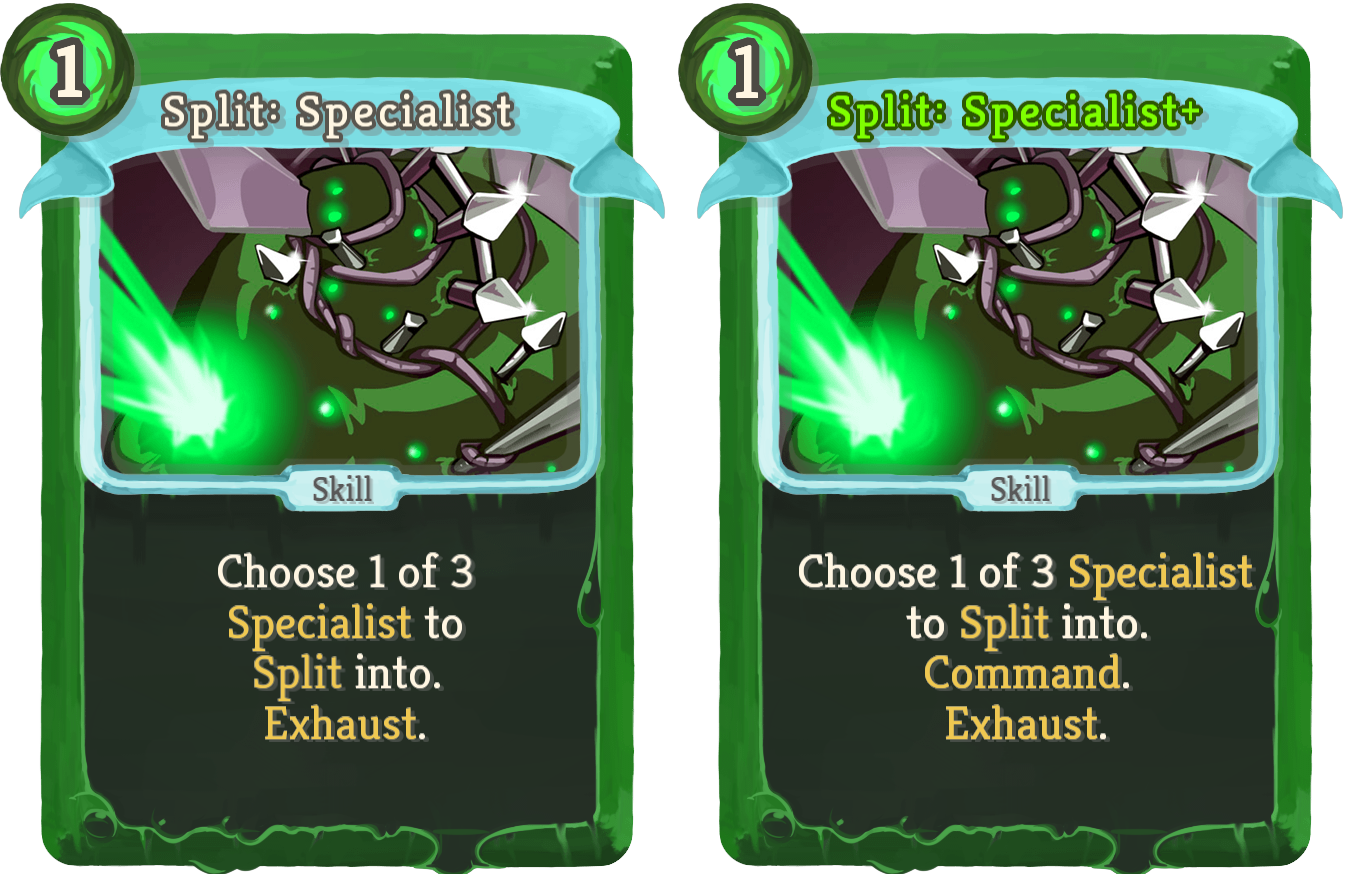 1
Split: Specialist
Skill
Choose 1 of 3
Specialist to
Split into.
Exhaust.
1
Split: Specialist+
Skill
Choose 1 of 3 Specialist
to Split into.
Command.
Exhaust.